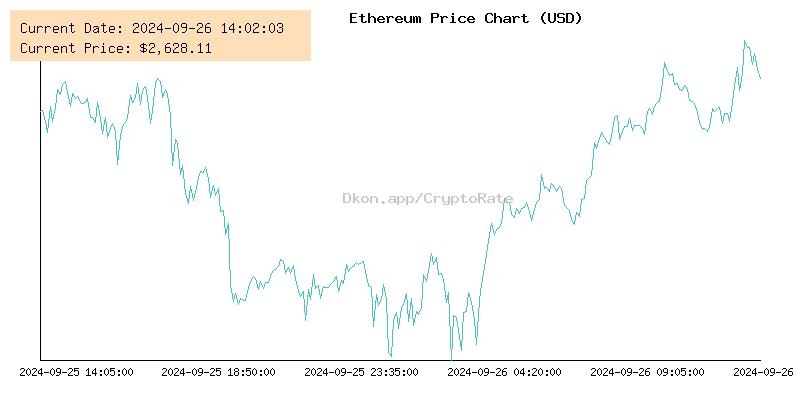 Ethereum Price Chart (USD)
Current Date: 2024-09-26 14:02:03
Current Price: $2,628.11
Dkon.app/CryptoRate
2024-09-25 14:05:00 2024-09-25 18:50:00 2024-09-25 23:35:00 2024-09-26 04:20:00 2024-09-26 09:05:00 2024-09-26